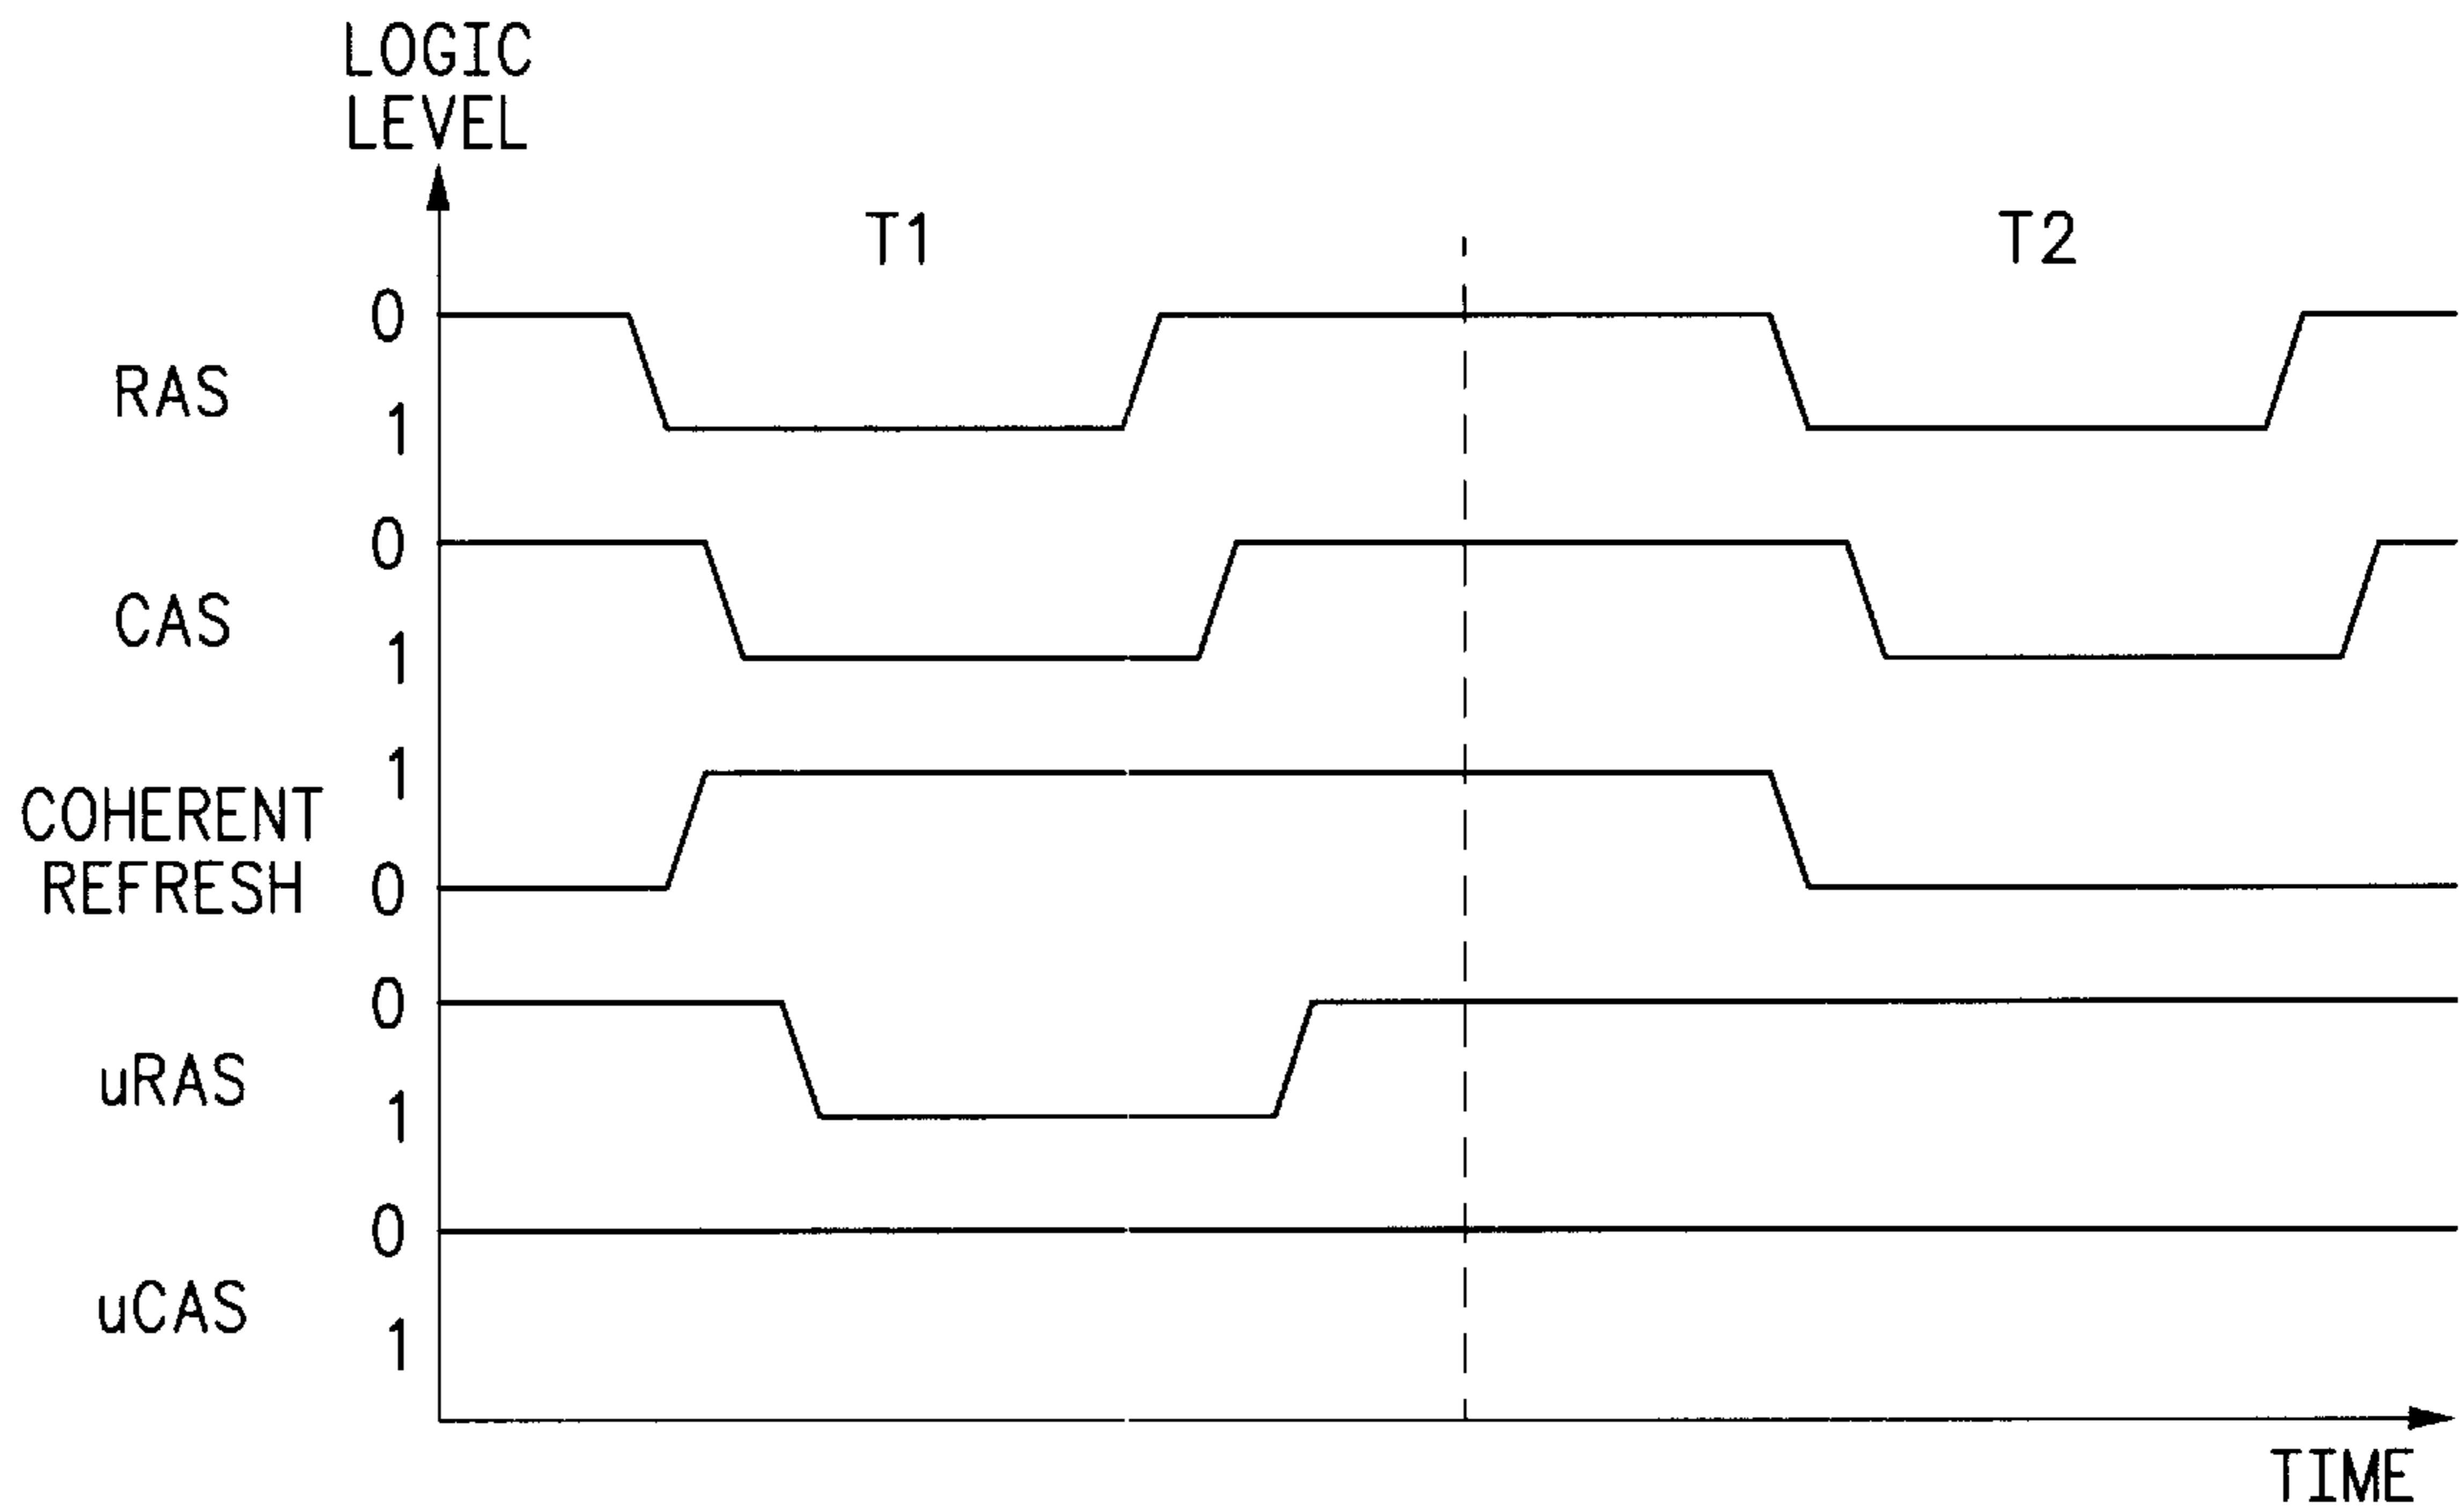 LOGIC
LEVEL
T1
T2
0
RAS
1
0
CAS
1
1
COHERENT
REFRESH
0
0
uRAS
1
0
uCAS
1
TIME